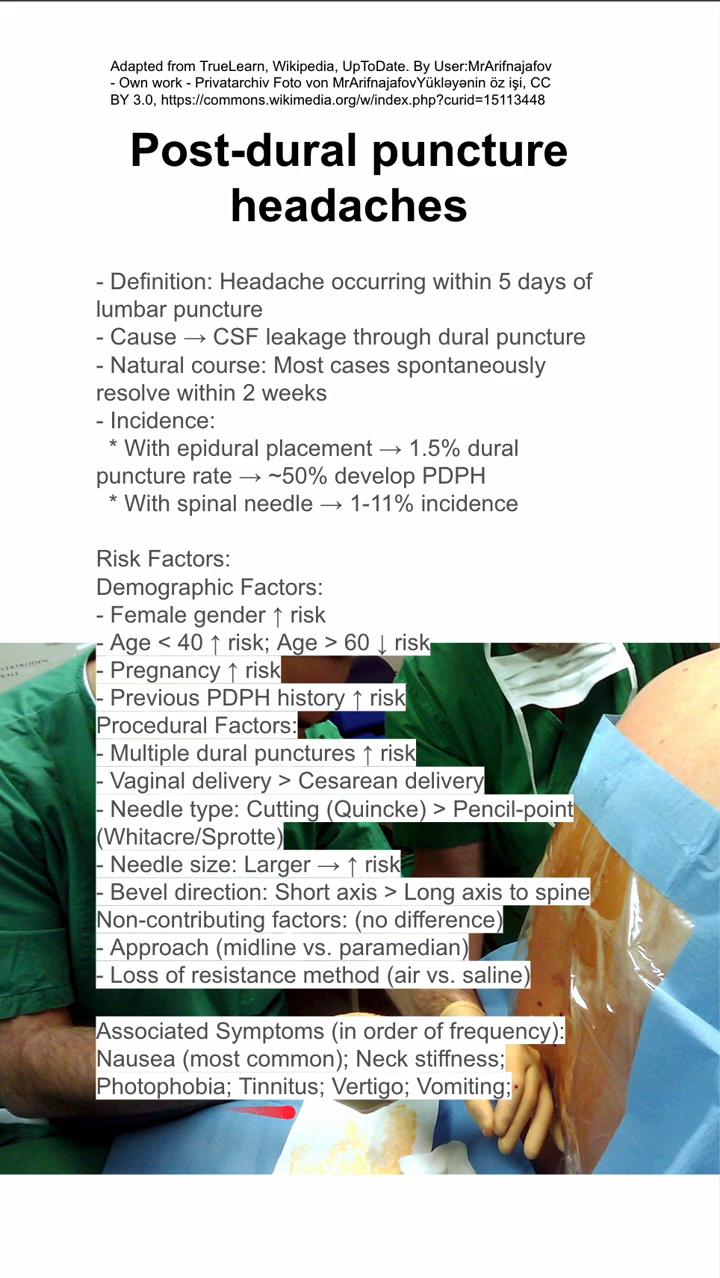 Adapted from TrueLearn, Wikipedia, UpToDate. By User:MrArifnajafov
- Own work - Privatarchiv Foto von MrArifnajafovYükləyənin öz işi, CC
BY 3.0, https://commons.wikimedia.org/w/index.php?curid=15113448
Post-dural puncture
headaches
- Definition: Headache occurring within 5 days of
lumbar puncture
- Cause → CSF leakage through dural puncture
- Natural course: Most cases spontaneously
resolve within 2 weeks
- Incidence:
* With epidural placement → 1.5% dural
puncture rate → ~50% develop PDPH
* With spinal needle → 1-11% incidence
Risk Factors:
Demographic Factors:
- Female gender ↑ risk
- Age < 40 ↑ risk; Age > 60 ↓ risk
- Pregnancy ↑ risk
- Previous PDPH history ↑ risk
Procedural Factors:
- Multiple dural punctures ↑ risk
- Vaginal delivery > Cesarean delivery
- Needle type: Cutting (Quincke) > Pencil-point
(Whitacre/Sprotte)
- Needle size: Larger → ↑ risk
- Bevel direction: Short axis > Long axis to spine
Non-contributing factors: (no difference)
- Approach (midline vs. paramedian)
- Loss of resistance method (air vs. saline)
Associated Symptoms (in order of frequency):
Nausea (most common); Neck stiffness;
Photophobia; Tinnitus; Vertigo; Vomiting;